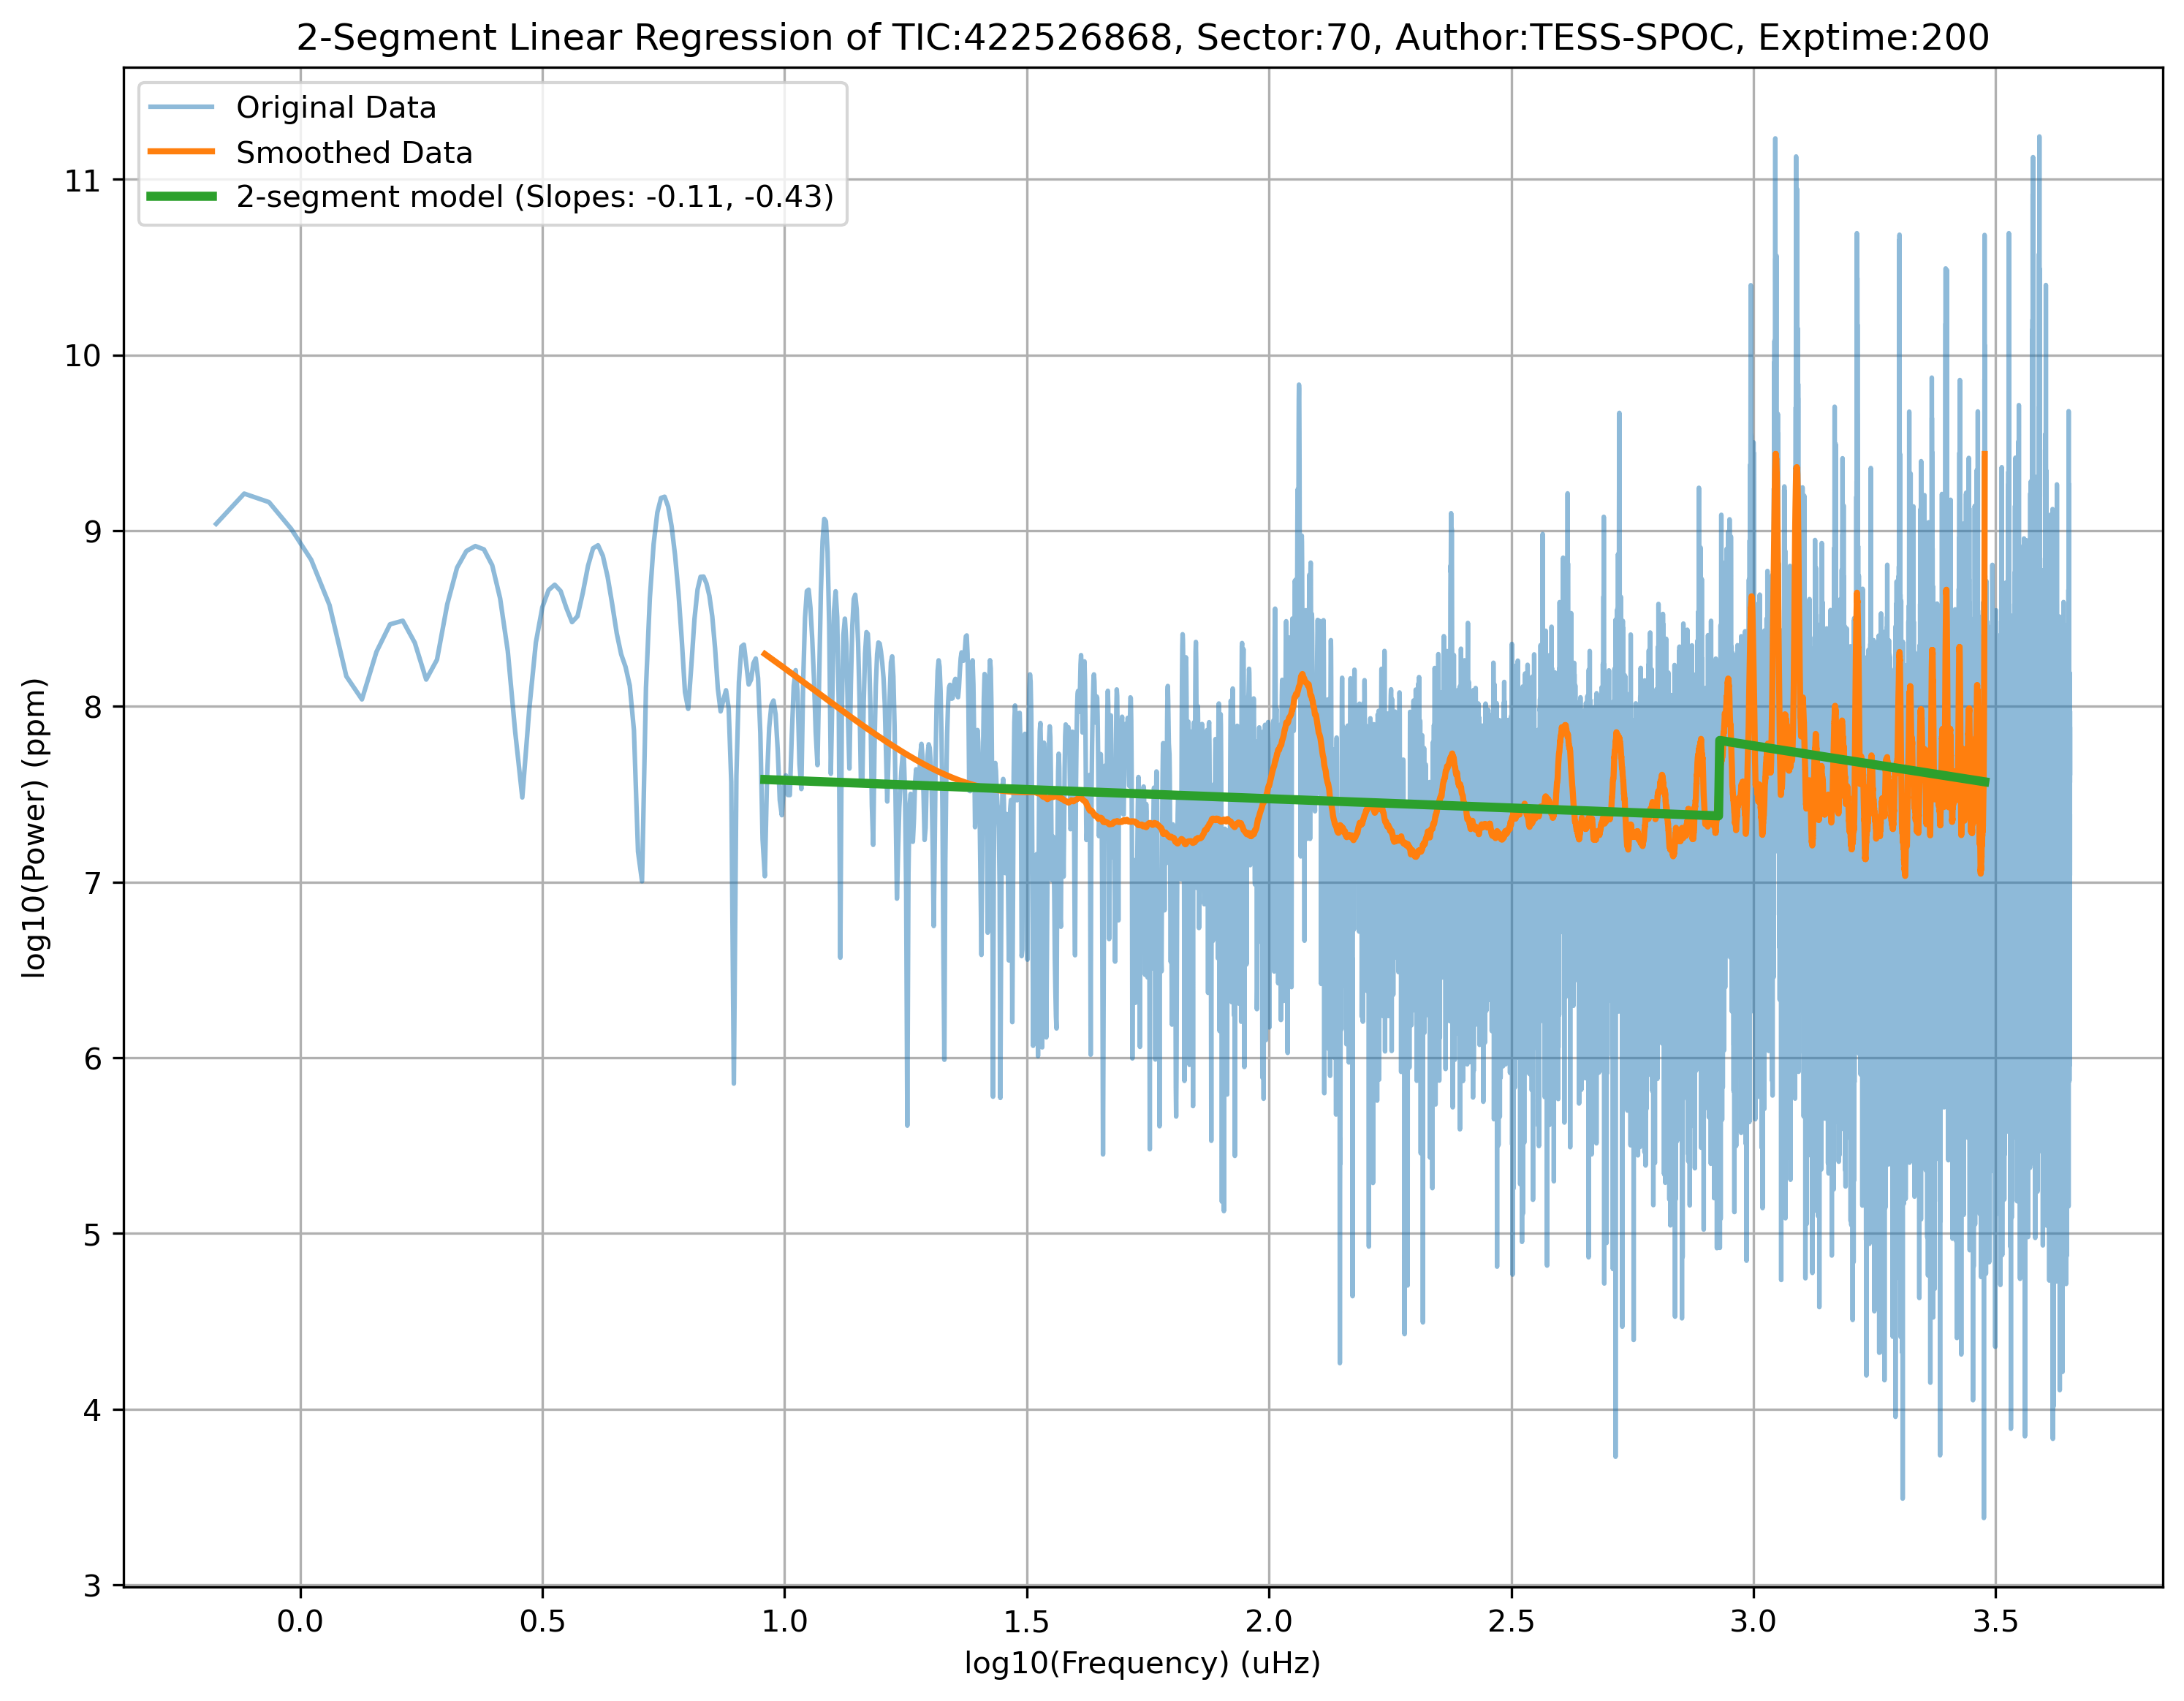 2-Segment Linear Regression of TIC:422526868, Sector:70, Author:TESS-SPOC, Exptime:200
Original Data
Smoothed Data
2-segment model (Slopes: -0.11, -0.43)
11
10
9
8
7
6
5
4
3
log10(Power) (ppm)
0.0 0.5 1.0 1.5 2.0 2.5 3.0 3.5
log10(Frequency) (uHz)